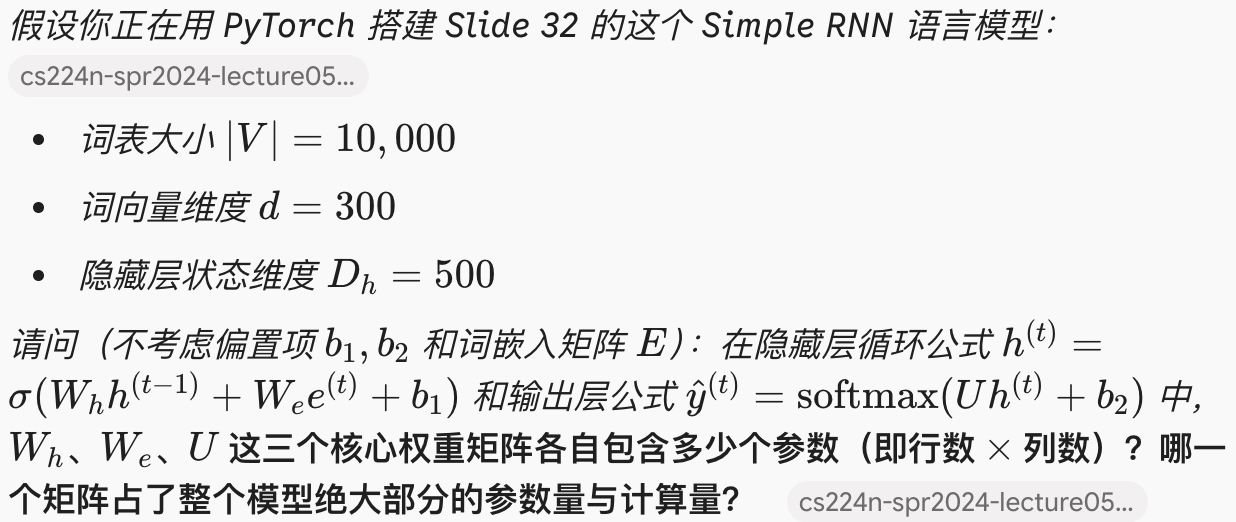 假设你正在用 PyTorch 搭建 Slide 32 的这个 Simple RNN 语言模型：
cs224n-spr2024-lecture05...
• 词表大小 |V| = 10,000
• 词向量维度 d = 300
• 隐藏层状态维度 D_h = 500
请问（不考虑偏置项 b_1, b_2 和词嵌入矩阵 E）：在隐藏层循环公式 h^{(t)} =
σ(W_h h^{(t−1)} + W_e e^{(t)} + b_1) 和输出层公式 ŷ^{(t)} = softmax(U h^{(t)} + b_2) 中，
W_h、W_e、U 这三个核心权重矩阵各自包含多少个参数（即行数 × 列数）？哪一
个矩阵占了整个模型绝大部分的参数量与计算量？ cs224n-spr2024-lecture05...